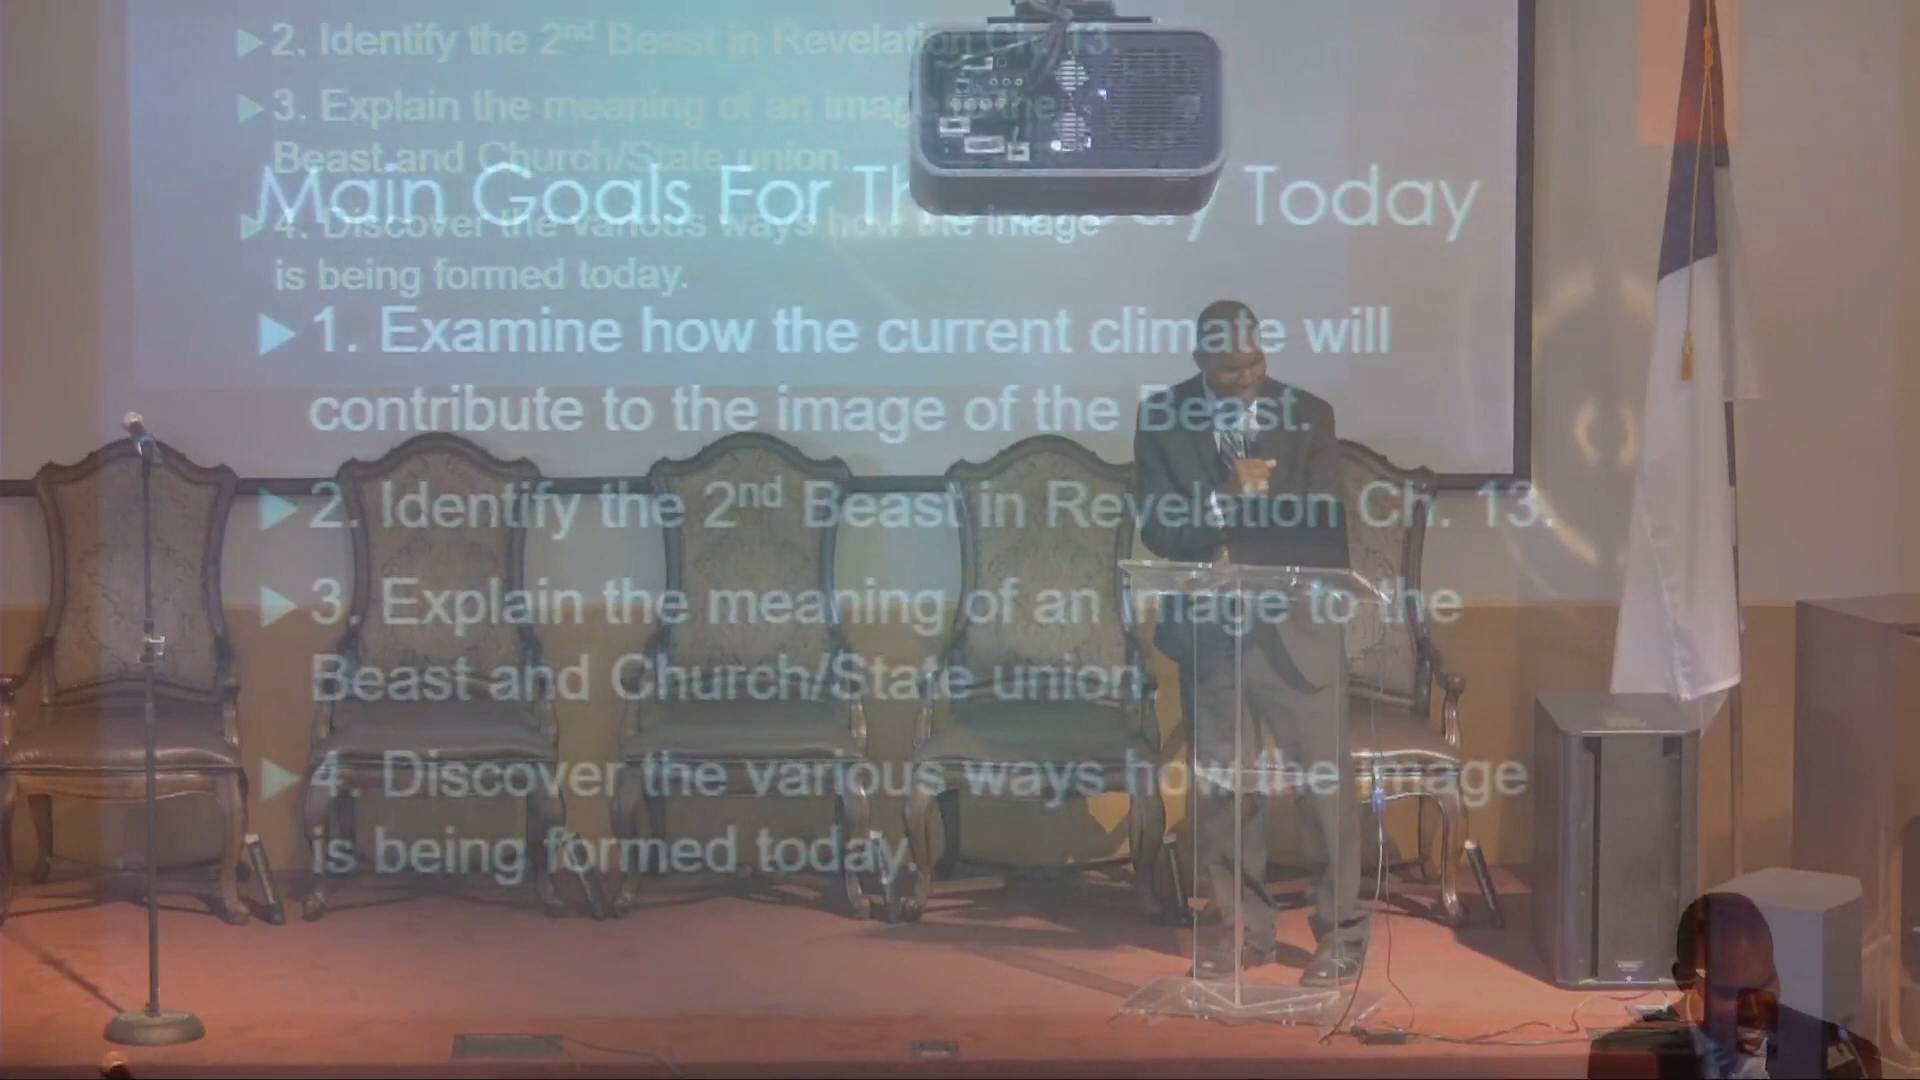 2. Identify the 2nd Beast in Revelation Ch. 13.
3. Explain the meaning of an image the
Beast and Church/State union.
Main Goals For Today
4. Discover the various ways how the image
is being formed today.
1. Examine how the current climate will
contribute to the image of the Beast.
2. Identify the 2nd Beast in Revelation Ch. 13.
3. Explain the meaning of an image to the
Beast and Church/State union.
4. Discover the various ways how the image
is being formed today.